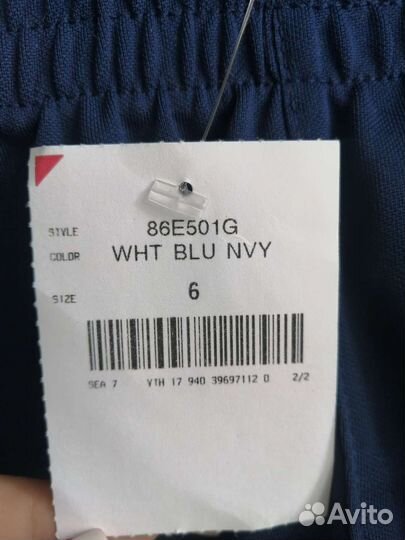 STYLE 86E501G
COLOR WHT BLU NVY
SIZE 6
SEA 7 YTH 17 940 39697112 0 2/2
Avito